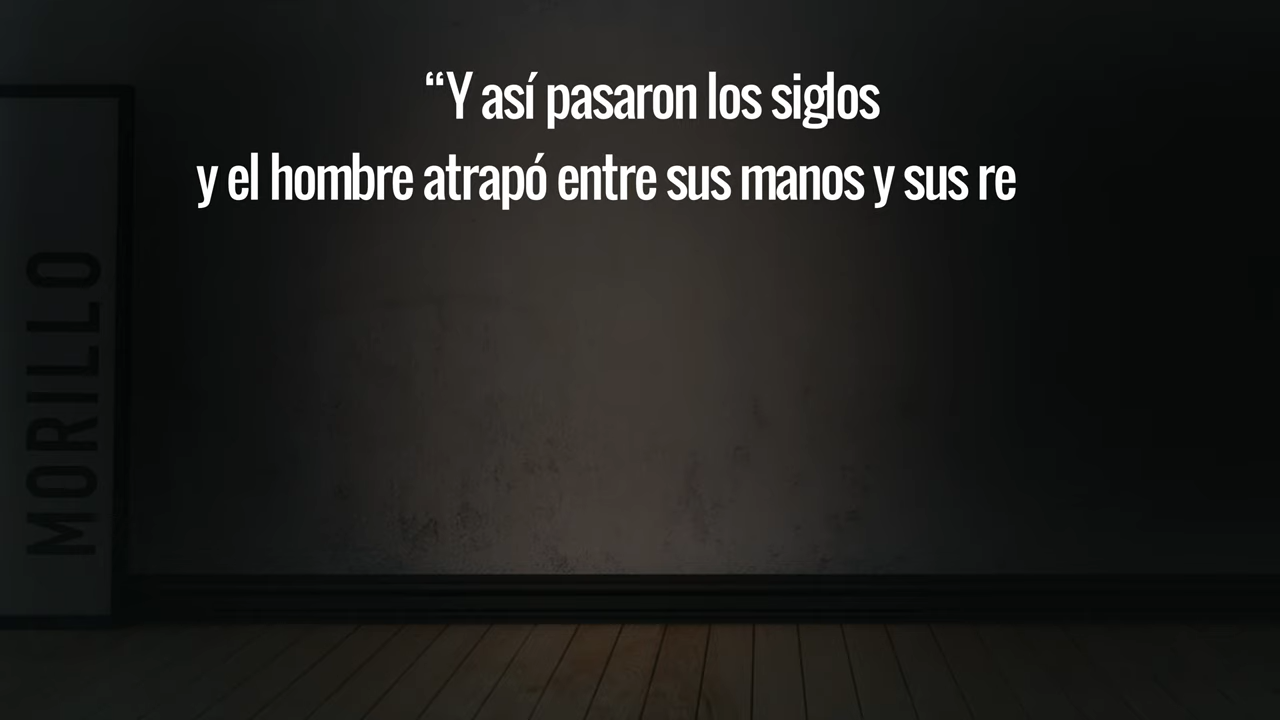 “Y así pasaron los siglos
y el hombre atrapó entre sus manos y sus re
MORILLO